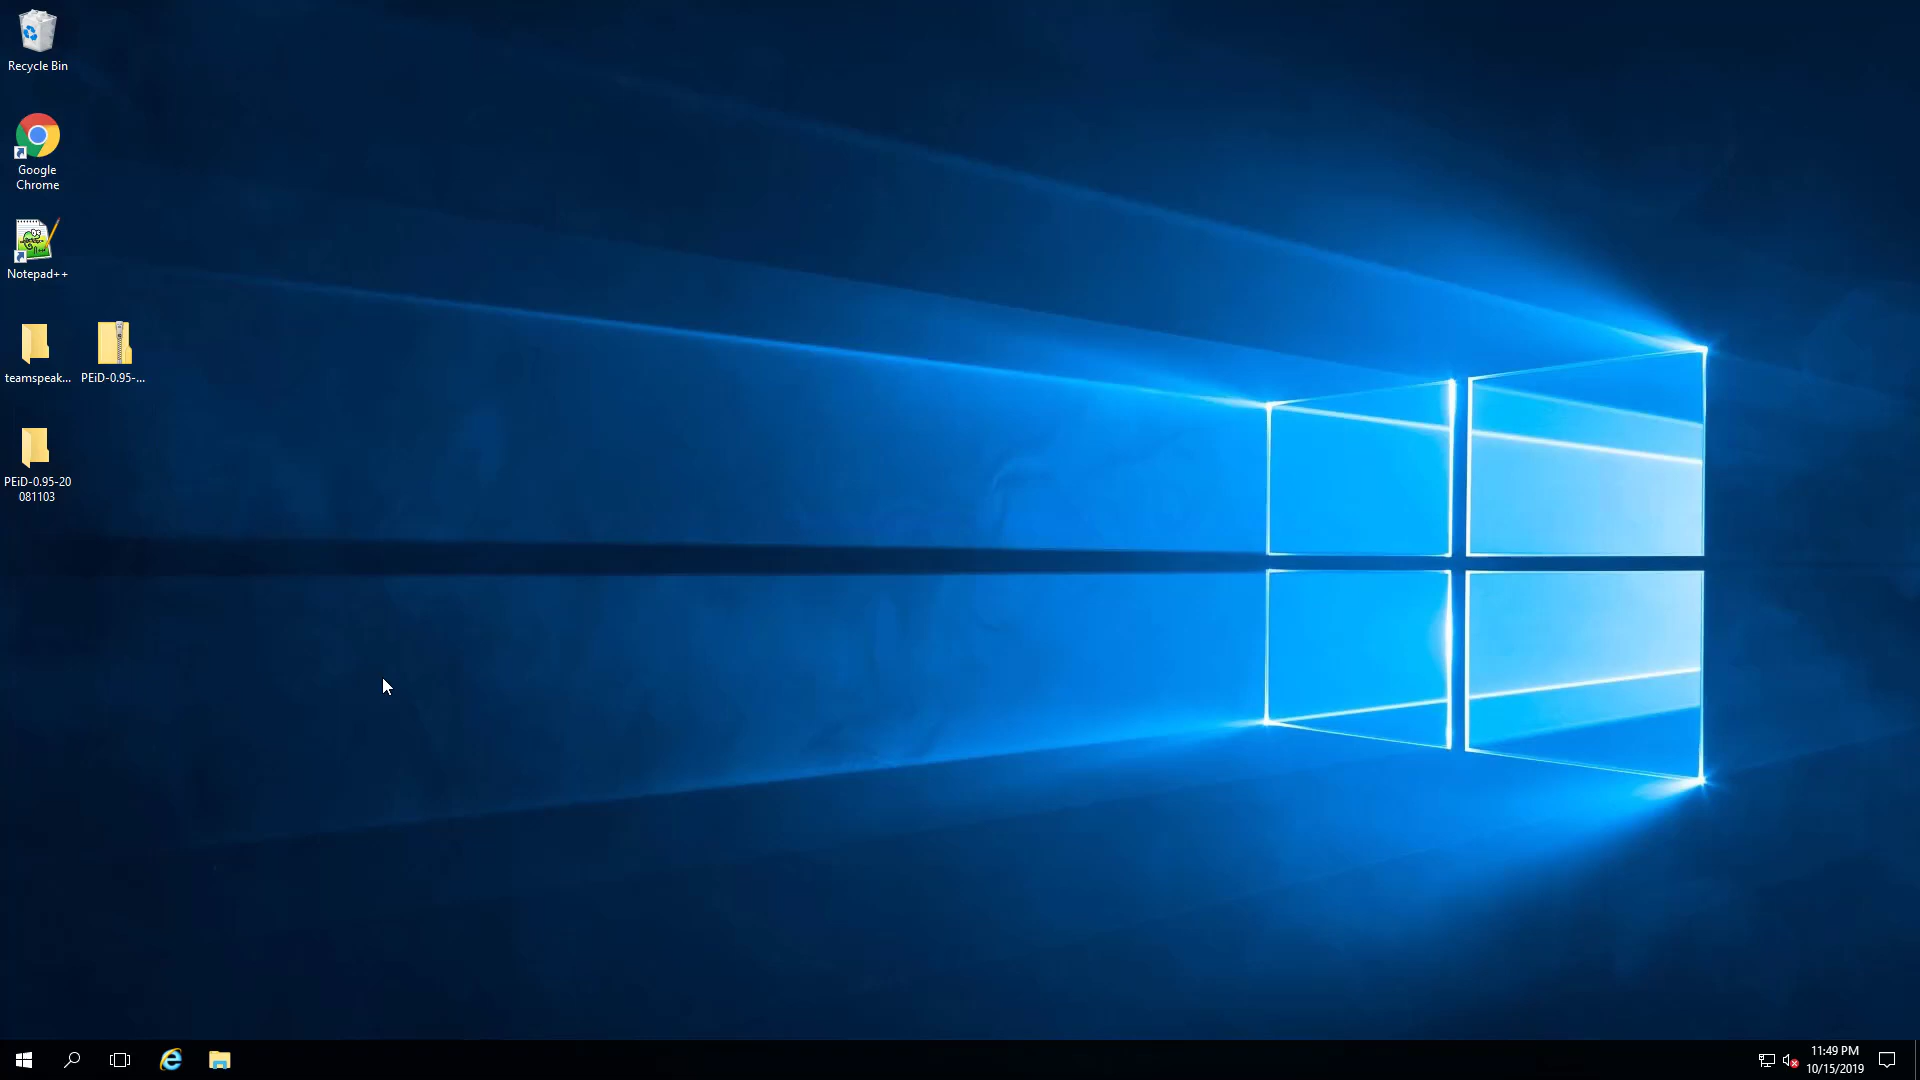 Recycle Bin
Google
Chrome
Notepad++
teamspeak...
PEiD-0.95-...
PEiD-0.95-20
081103
11:49 PM
10/15/2019